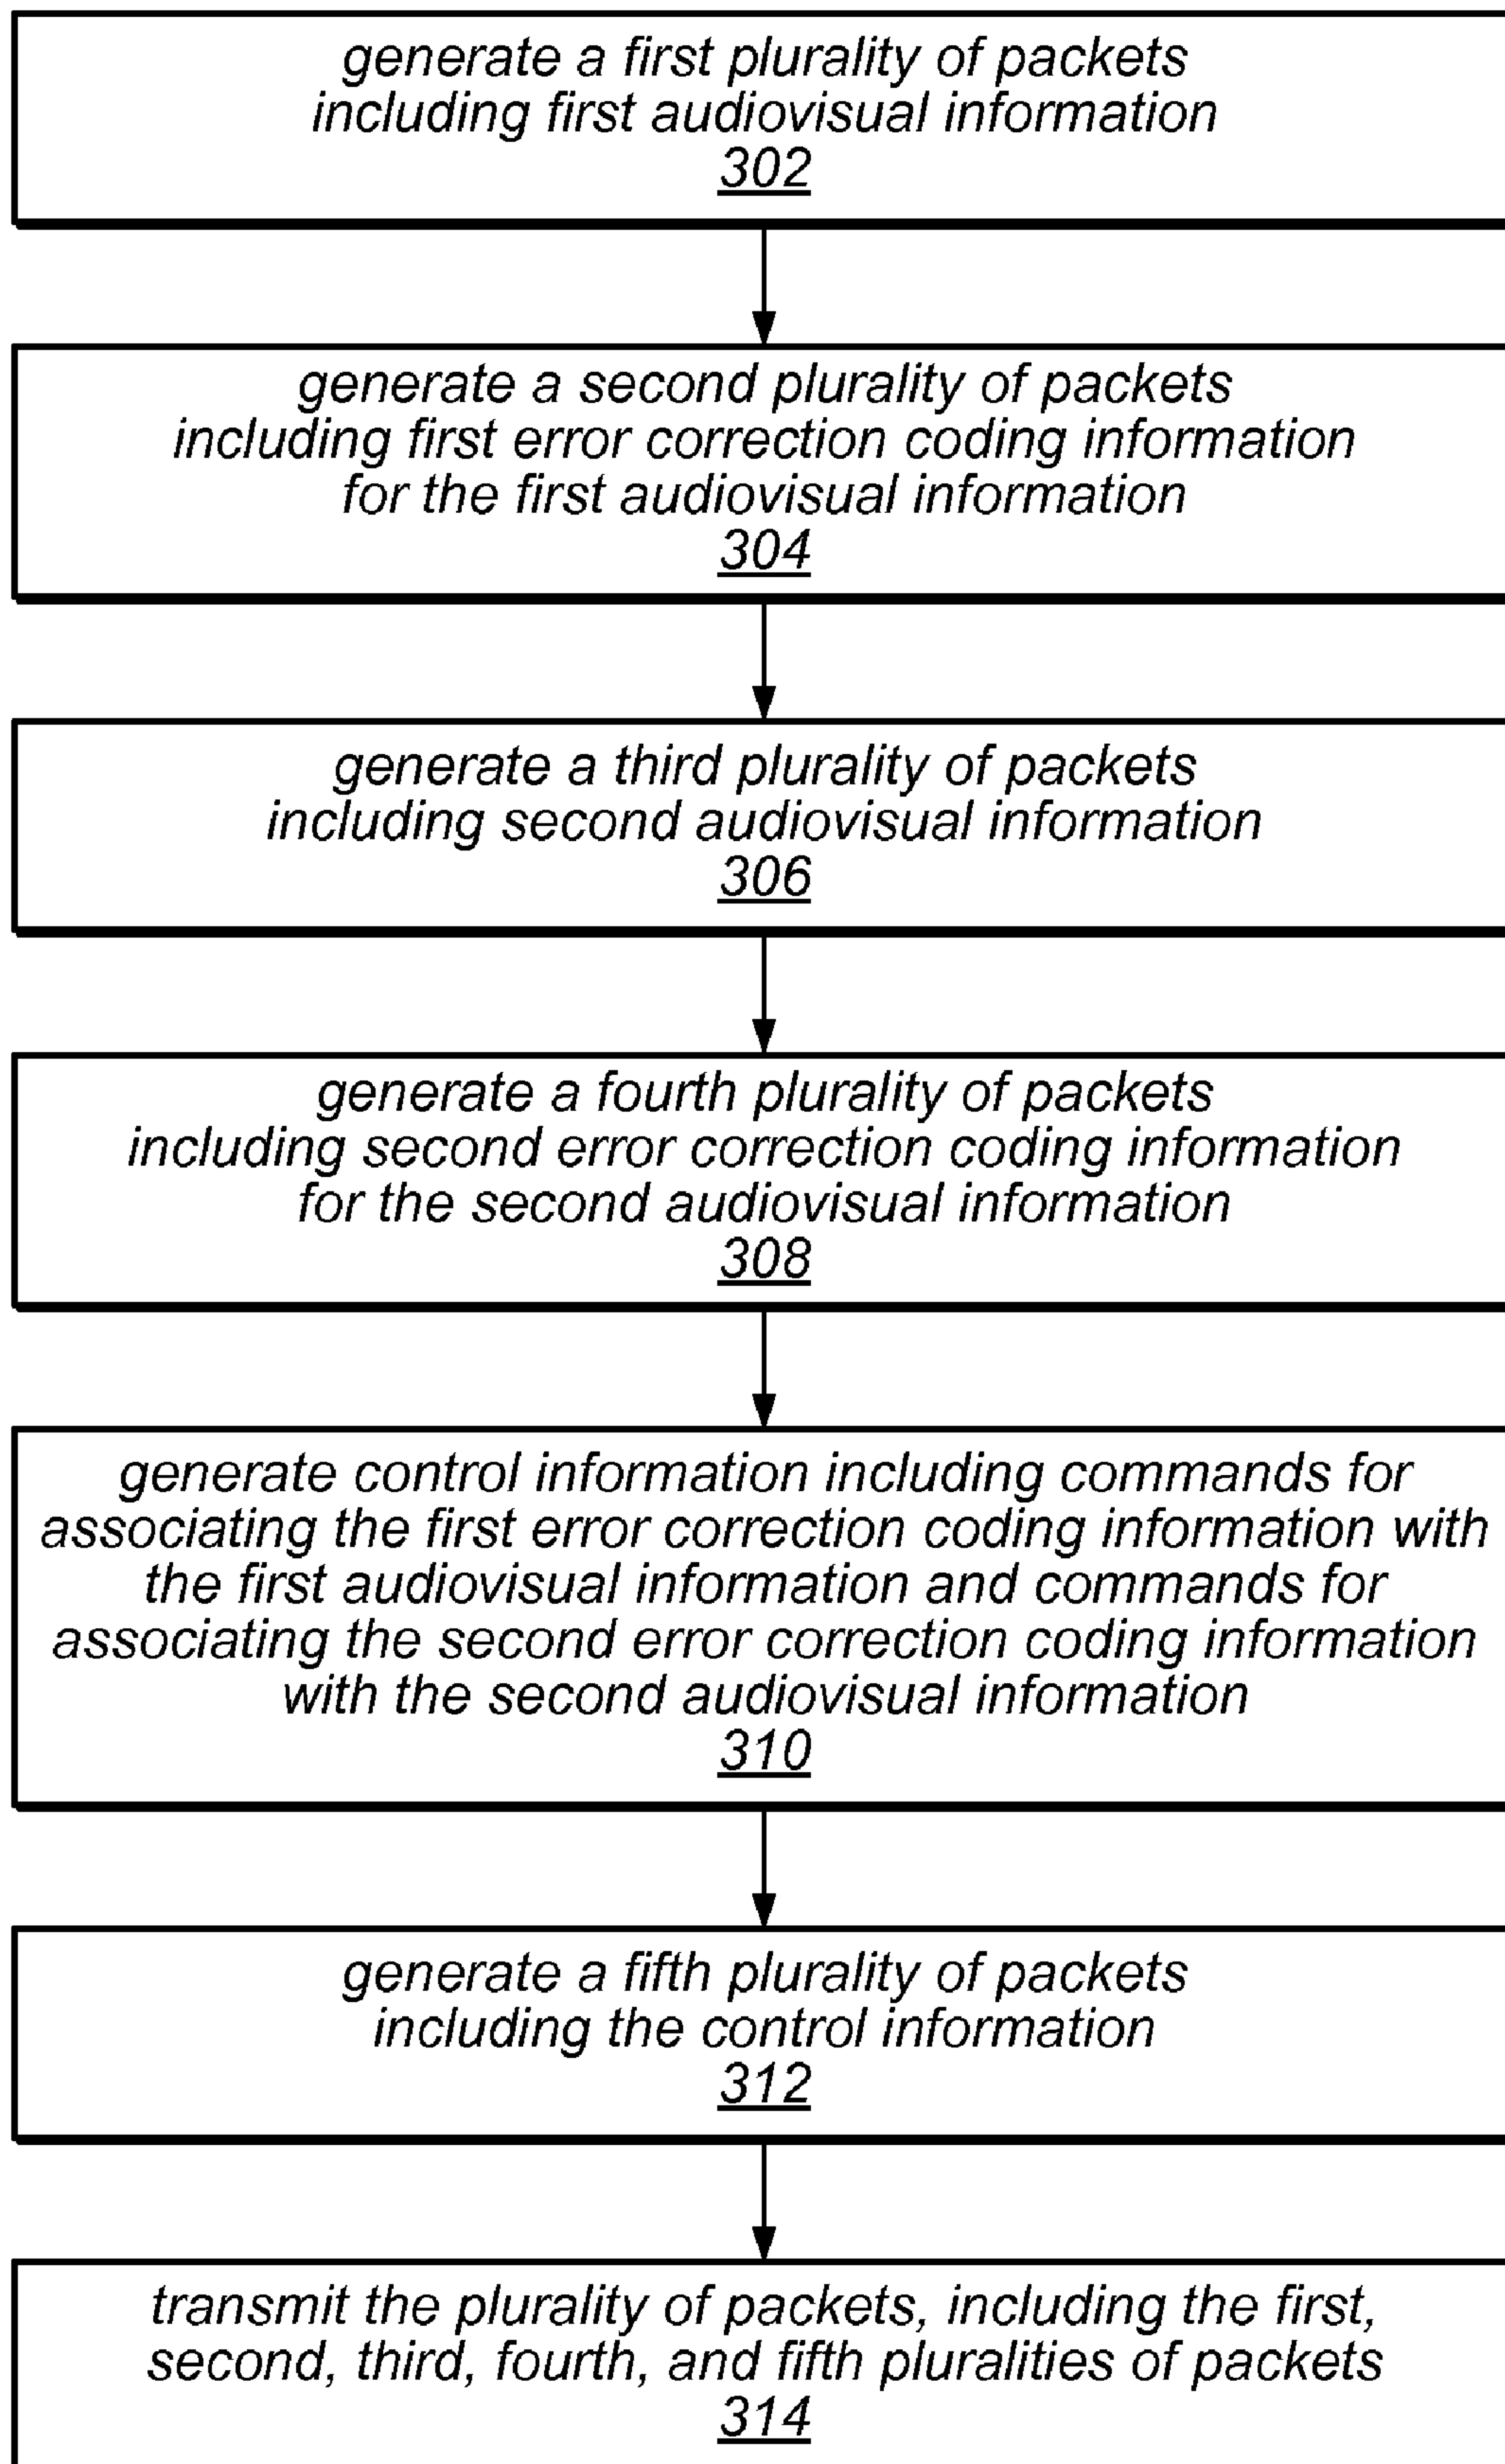 generate a first plurality of packets
including first audiovisual information
302
generate a second plurality of packets
including first error correction coding information
for the first audiovisual information
304
generate a third plurality of packets
including second audiovisual information
306
generate a fourth plurality of packets
including second error correction coding information
for the second audiovisual information
308
generate control information including commands for
associating the first error correction coding information with
the first audiovisual information and commands for
associating the second error correction coding information
with the second audiovisual information
310
generate a fifth plurality of packets
including the control information
312
transmit the plurality of packets, including the first,
second, third, fourth, and fifth pluralities of packets
314